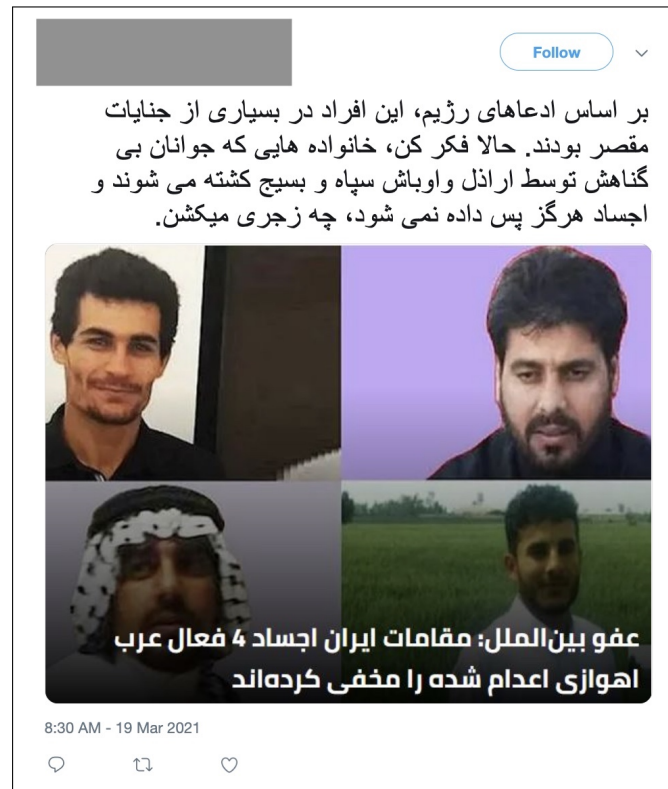 Follow
بر اساس ادعاهای رژیم، این افراد در بسیاری از جنایات
مقصر بودند. حالا فکر کن، خانواده هایی که جوانان بی
گناهش توسط اراذل واوباش سپاه و بسیج کشته می شوند و
اجساد هرگز پس داده نمی شود، چه زجری میکشن.
عفو بین‌الملل: مقامات ایران اجساد 4 فعال عرب
اهوازی اعدام شده را مخفی کرده‌اند
8:30 AM - 19 Mar 2021